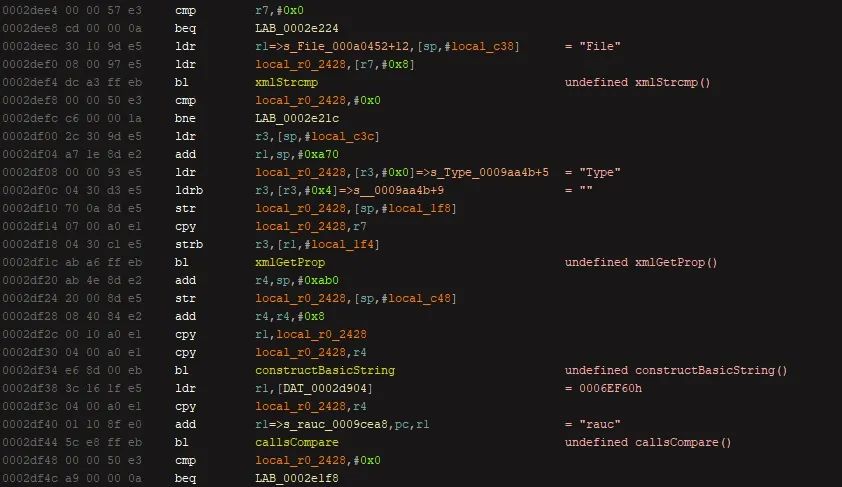 0002dee4 00 00 57 e3 cmp r7,#0x0
0002dee8 cd 00 00 0a beq LAB_0002e224
0002deec 30 10 9d e5 ldr r1=>s_File_000a0452+12,[sp,#local_c38] = "File"
0002def0 08 00 97 e5 ldr local_r0_2428,[r7,#0x8]
0002def4 dc a3 ff eb bl xmlStrcmp undefined xmlStrcmp()
0002def8 00 00 50 e3 cmp local_r0_2428,#0x0
0002defc c6 00 00 1a bne LAB_0002e21c
0002df00 2c 30 9d e5 ldr r3,[sp,#local_c3c]
0002df04 a7 1e 8d e2 add r1,sp,#0xa70
0002df08 00 00 93 e5 ldr local_r0_2428,[r3,#0x0]=>s_Type_0009aa4b+5 = "Type"
0002df0c 04 30 d3 e5 ldrb r3,[r3,#0x4]=>s__0009aa4b+9 = ""
0002df10 70 0a 8d e5 str local_r0_2428,[sp,#local_1f8]
0002df14 07 00 a0 e1 cpy local_r0_2428,r7
0002df18 04 30 c1 e5 strb r3,[r1,#local_1f4]
0002df1c ab a6 ff eb bl xmlGetProp undefined xmlGetProp()
0002df20 ab 4e 8d e2 add r4,sp,#0xab0
0002df24 20 00 8d e5 str local_r0_2428,[sp,#local_c48]
0002df28 08 40 84 e2 add r4,r4,#0x8
0002df2c 00 10 a0 e1 cpy r1,local_r0_2428
0002df30 04 00 a0 e1 cpy local_r0_2428,r4
0002df34 e6 8d 00 eb bl constructBasicString undefined constructBasicString()
0002df38 3c 16 1f e5 ldr r1,[DAT_0002d904] = 0006EF60h
0002df3c 04 00 a0 e1 cpy local_r0_2428,r4
0002df40 01 10 8f e0 add r1=>s_rauc_0009cea8,pc,r1 = "rauc"
0002df44 5c e8 ff eb bl callsCompare undefined callsCompare()
0002df48 00 00 50 e3 cmp local_r0_2428,#0x0
0002df4c a9 00 00 0a beq LAB_0002e1f8